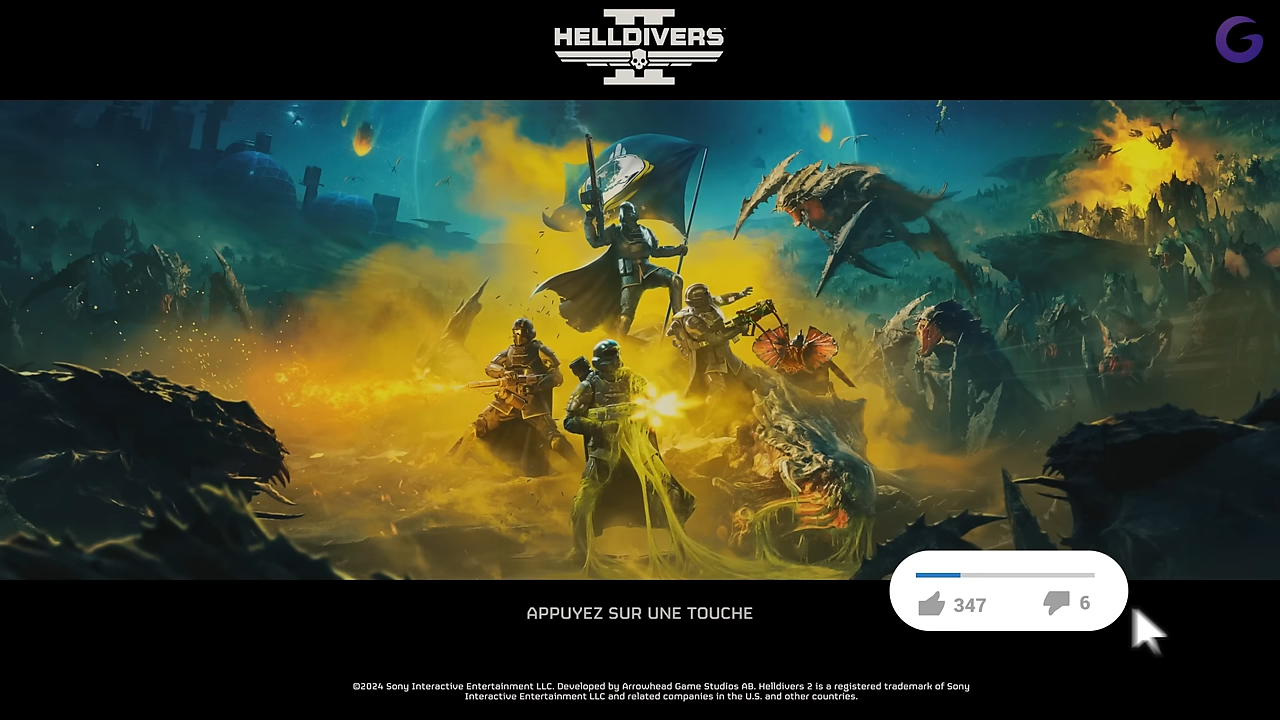 HELLDIVERS
II
APPUYEZ SUR UNE TOUCHE
347
6
©2024 Sony Interactive Entertainment LLC. Developed by Arrowhead Game Studios AB. Helldivers 2 is a registered trademark of Sony
Interactive Entertainment LLC and related companies in the U.S. and other countries.